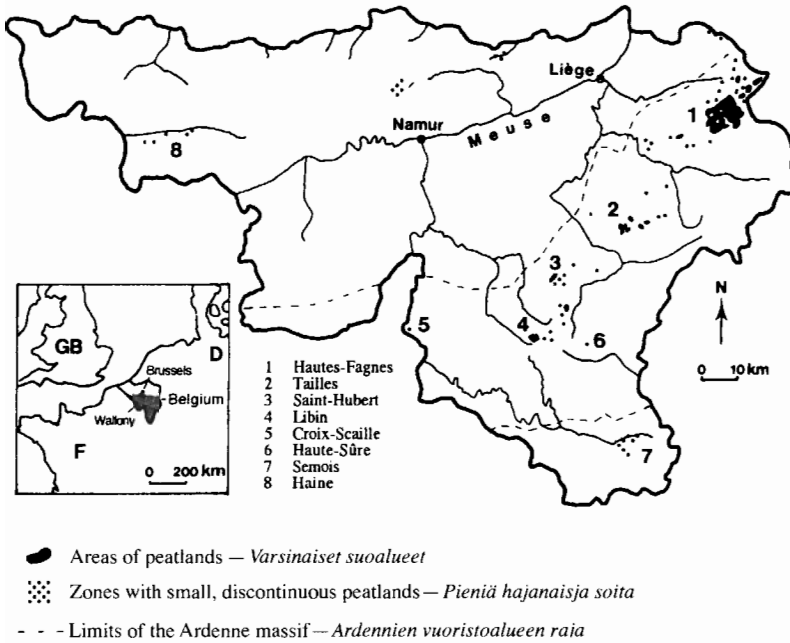 Liège
1
Namur
Meuse
8
2
3
N
5
4
6
0 10 km
GB
D
Brussels
Belgium
Wallony
F
0 200 km
1 Hautes-Fagnes
2 Tailles
3 Saint-Hubert
4 Libin
5 Croix-Scaille
6 Haute-Sûre
7 Semois
8 Haine
7
Areas of peatlands — Varsinaiset suoalueet
Zones with small, discontinuous peatlands — Pieniä hajanaisja soita
Limits of the Ardenne massif — Ardennien vuoristoalueen raia